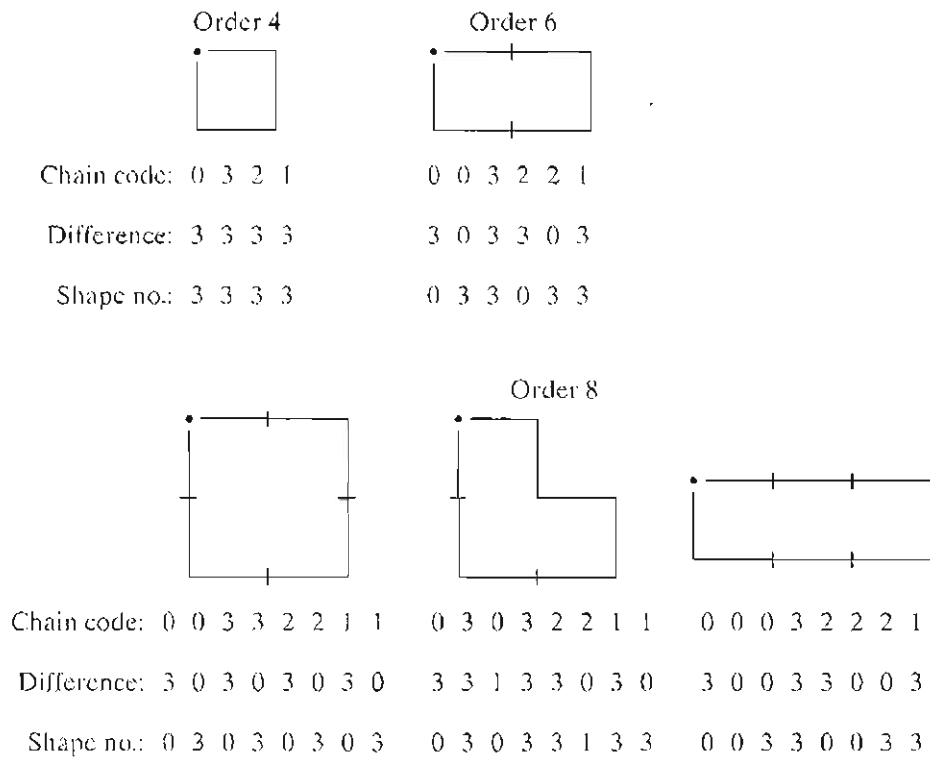 Order 4 Order 6
Chain code: 0 3 2 1 0 0 3 2 2 1
Difference: 3 3 3 3 3 0 3 3 0 3
Shape no.: 3 3 3 3 0 3 3 0 3 3
Order 8
Chain code: 0 0 3 3 2 2 1 1 0 3 0 3 2 2 1 1 0 0 0 3 2 2 2 1
Difference: 3 0 3 0 3 0 3 0 3 3 1 3 3 0 3 0 3 0 0 3 3 0 0 3
Shape no.: 0 3 0 3 0 3 0 3 0 3 0 3 3 1 3 3 0 0 3 3 0 0 3 3